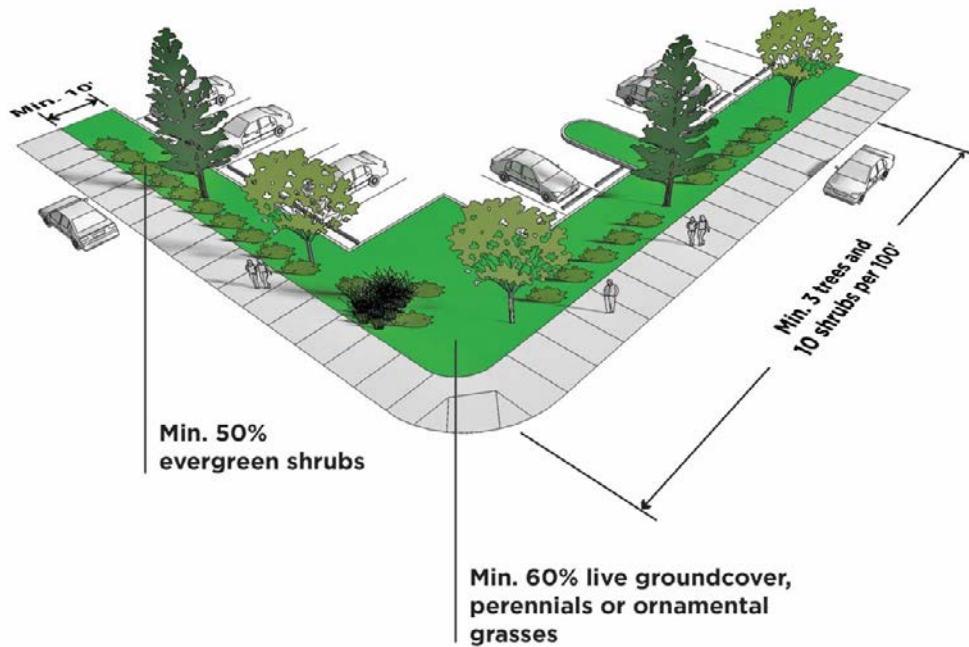 Min. 10'
Min. 3 trees and
10 shrubs per 100'
Min. 50%
evergreen shrubs
Min. 60% live groundcover,
perennials or ornamental
grasses